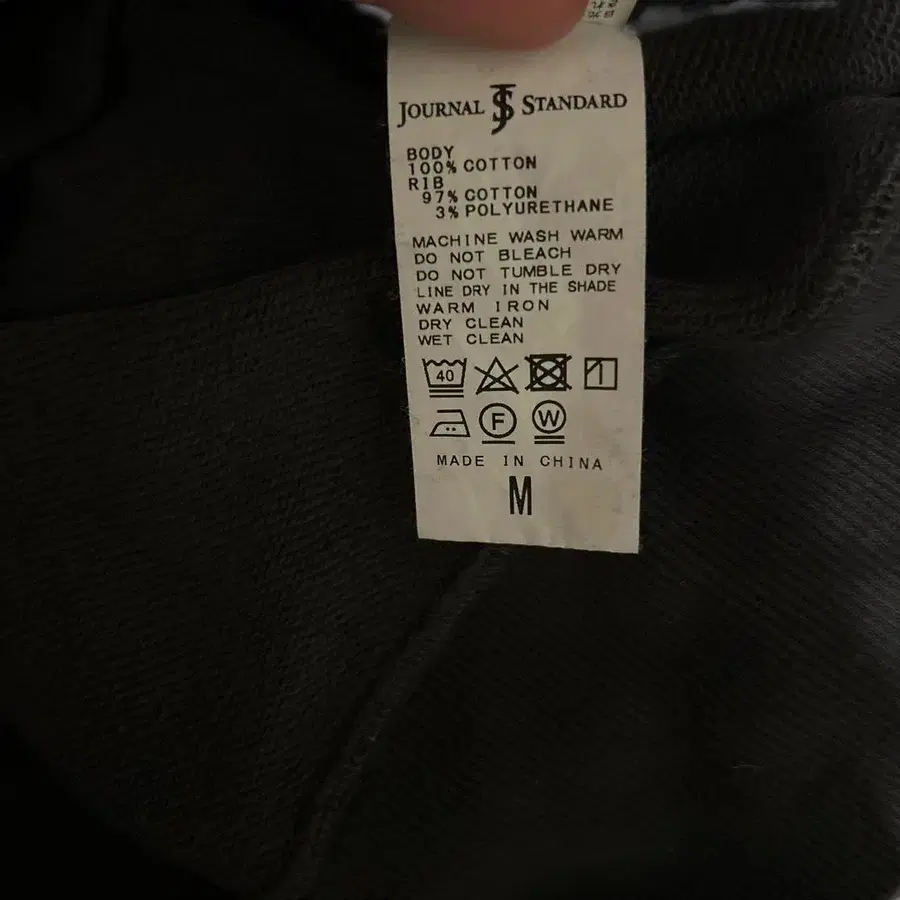 JOURNAL JS STANDARD
BODY
100% COTTON
RIB
97% COTTON
3% POLYURETHANE
MACHINE WASH WARM
DO NOT BLEACH
DO NOT TUMBLE DRY
LINE DRY IN THE SHADE
WARM IRON
DRY CLEAN
WET CLEAN
40
F W
MADE IN CHINA
M